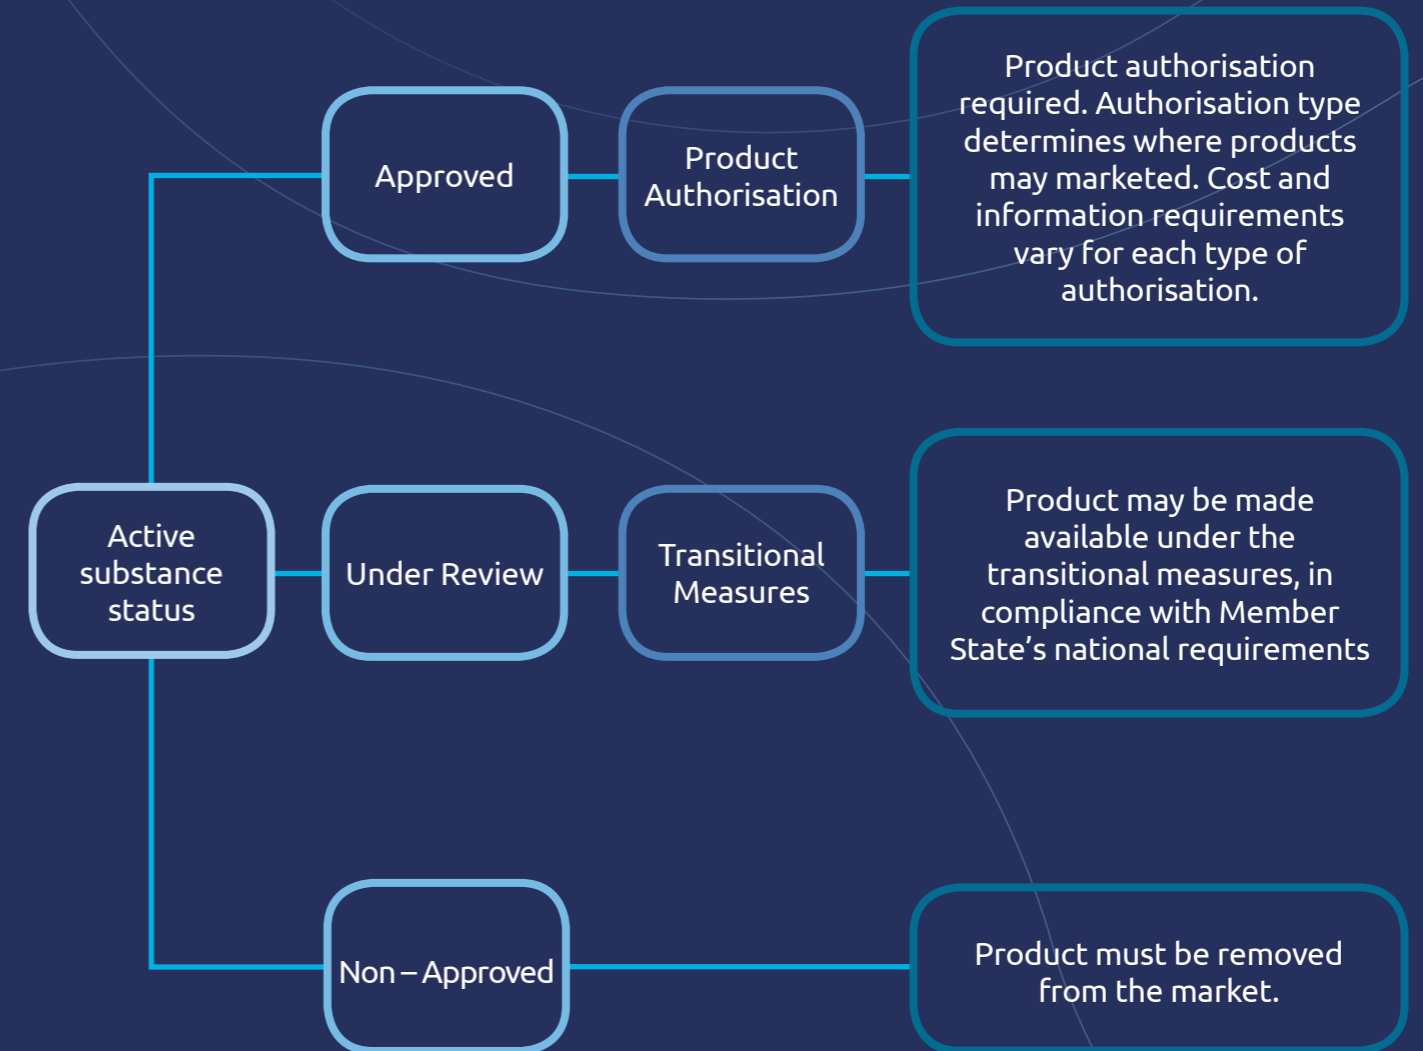 Approved
Product
Authorisation
Product authorisation
required. Authorisation type
determines where products
may marketed. Cost and
information requirements
vary for each type of
authorisation.
Active
substance
status
Under Review
Transitional
Measures
Product may be made
available under the
transitional measures, in
compliance with Member
State’s national requirements
Non – Approved
Product must be removed
from the market.